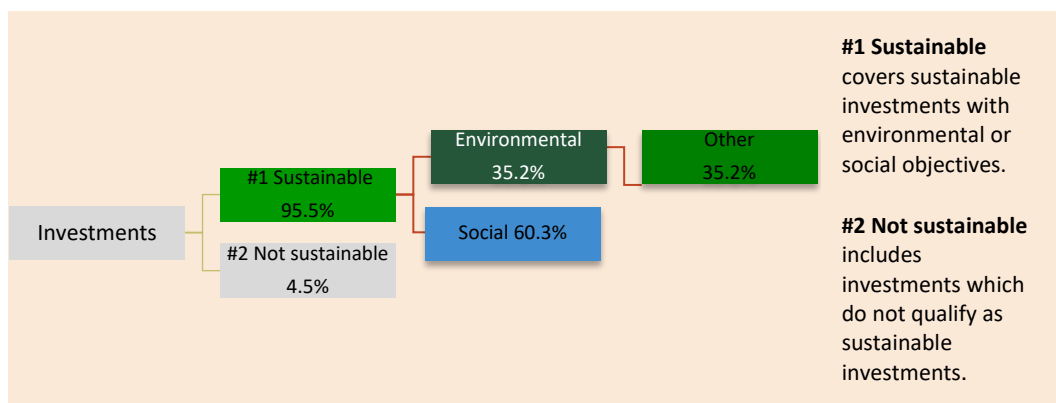 Investments
#1 Sustainable
95.5%
#2 Not sustainable
4.5%
Environmental
35.2%
Social 60.3%
Other
35.2%
#1 Sustainable
covers sustainable
investments with
environmental or
social objectives.
#2 Not sustainable
includes
investments which
do not qualify as
sustainable
investments.